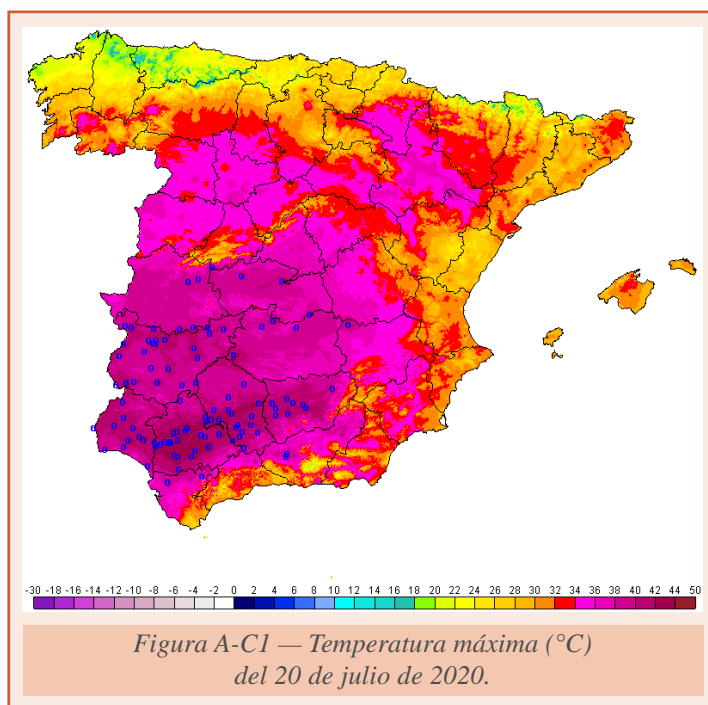 -30 -18 -16 -14 -12 -10 -8 -6 -4 -2 0 2 4 6 8 10 12 14 16 18 20 22 24 26 28 30 32 34 36 38 40 42 44 50
Figura A-C1 — Temperatura máxima (°C)
del 20 de julio de 2020.